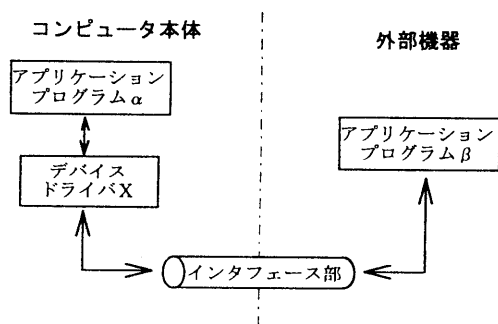 コンピュータ本体
外部機器
アプリケーション
プログラムα
アプリケーション
プログラムβ
デバイス
ドライバX
インタフェース部